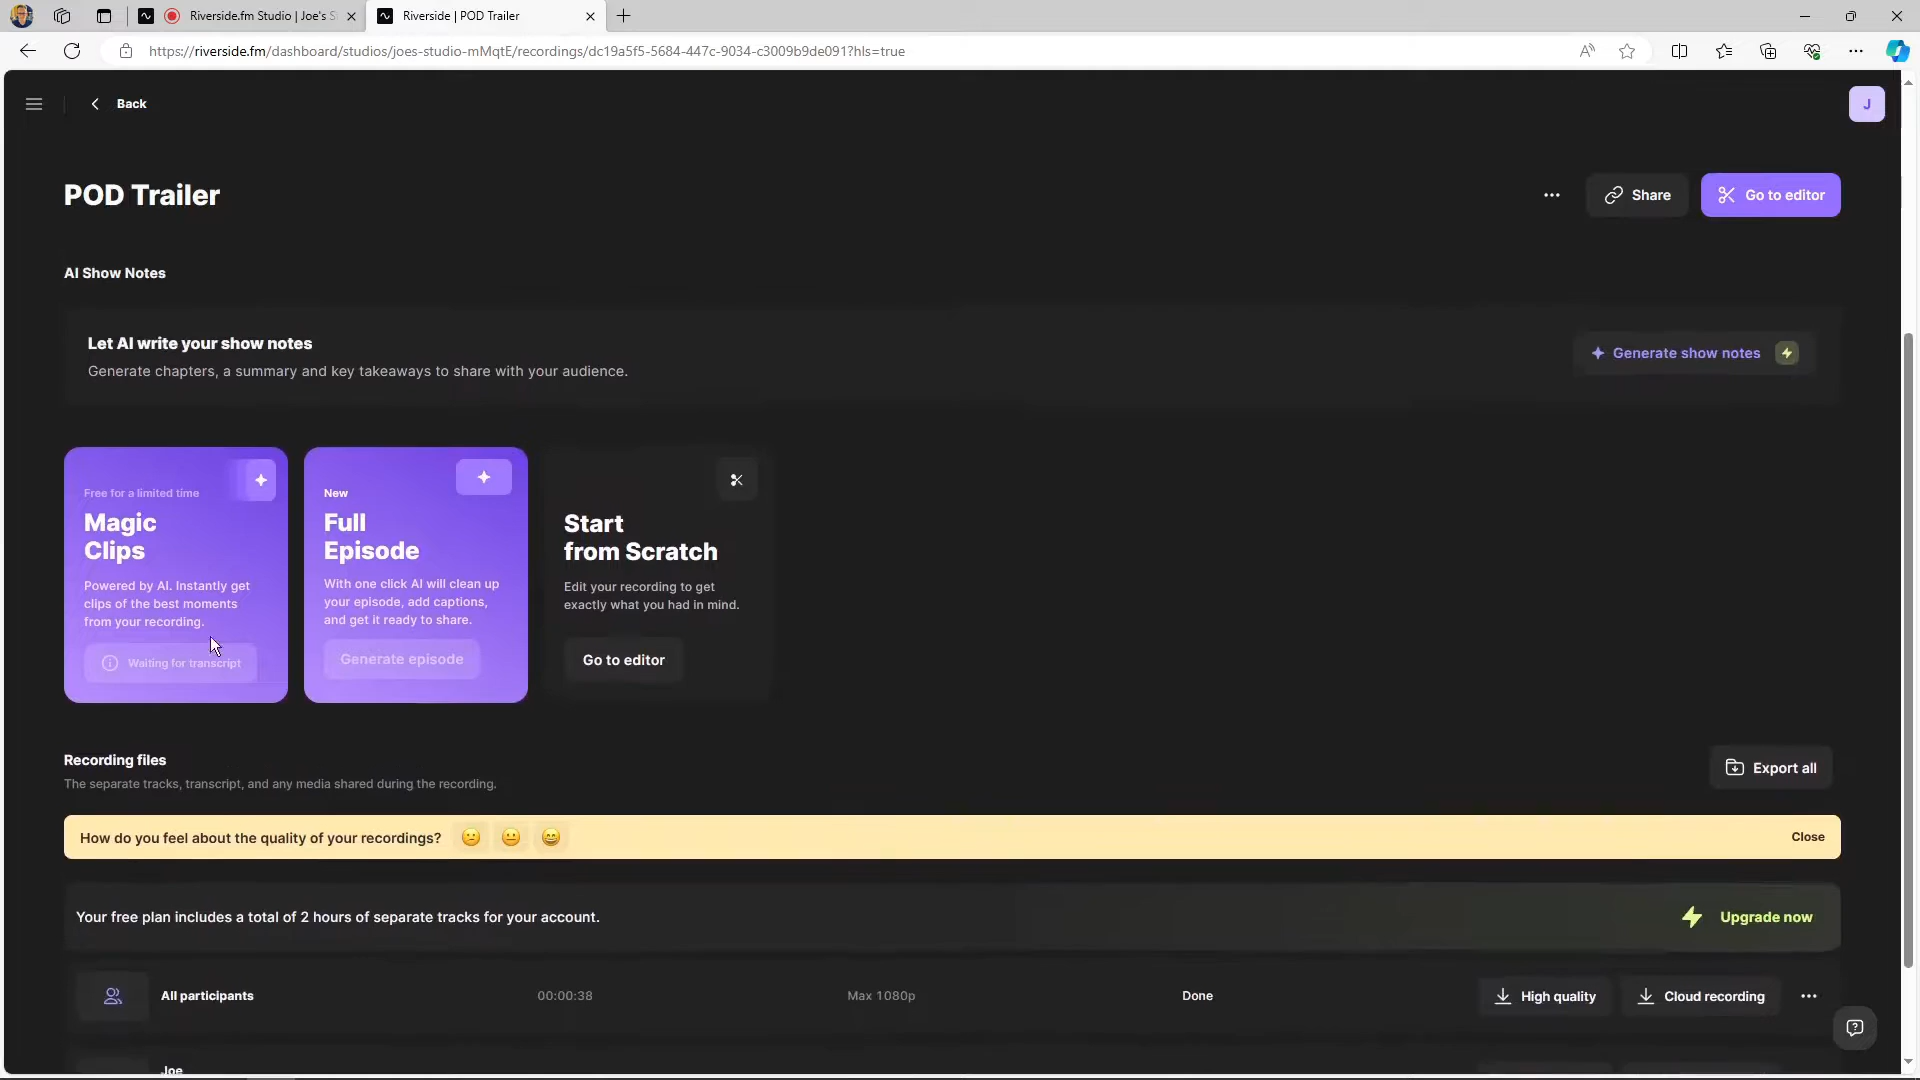 Riverside.fm Studio | Joe's S
Riverside | POD Trailer
https://riverside.fm/dashboard/studios/joes-studio-mMqtE/recordings/dc19a5f5-5684-447c-9034-c3009b9de091?hls=true
Back
J
POD Trailer
Share
Go to editor
AI Show Notes
Let AI write your show notes
Generate chapters, a summary and key takeaways to share with your audience.
Generate show notes
Free for a limited time
Magic
Clips
Powered by AI. Instantly get
clips of the best moments
from your recording.
Waiting for transcript
New
Full
Episode
With one click AI will clean up
your episode, add captions,
and get it ready to share.
Generate episode
Start
from Scratch
Edit your recording to get
exactly what you had in mind.
Go to editor
Recording files
The separate tracks, transcript, and any media shared during the recording.
Export all
How do you feel about the quality of your recordings?
Close
Your free plan includes a total of 2 hours of separate tracks for your account.
Upgrade now
All participants
00:00:38
Max 1080p
Done
High quality
Cloud recording
Joe